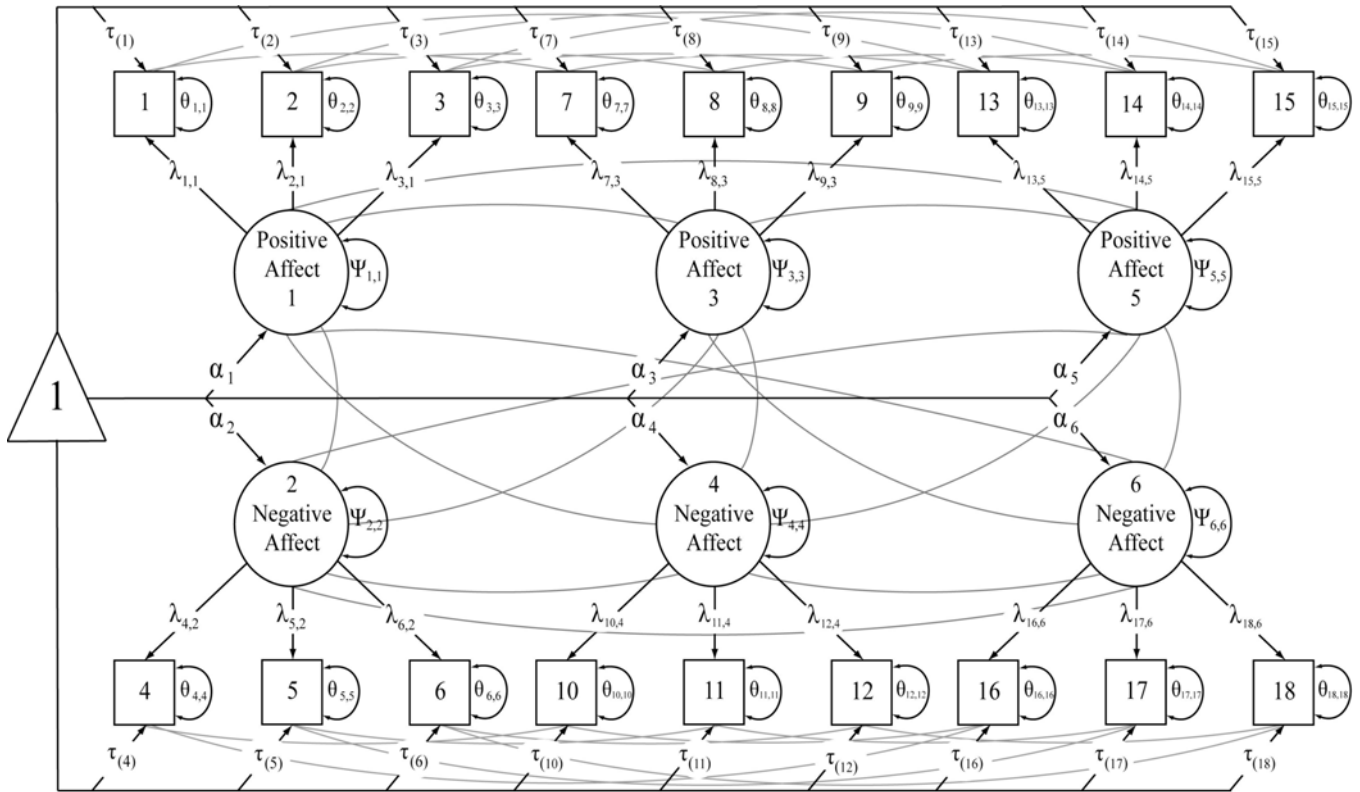 τ(1) τ(2) τ(3) τ(7) τ(8) τ(9) τ(13) τ(14) τ(15)
1 θ1,1 2 θ2,2 3 θ3,3 7 θ7,7 8 θ8,8 9 θ9,9 13 θ13,13 14 θ14,14 15 θ15,15
λ1,1 λ2,1 λ3,1 λ7,3 λ8,3 λ9,3 λ13,5 λ14,5 λ15,5
Positive Affect 1 Ψ1,1
Positive Affect 3 Ψ3,3
Positive Affect 5 Ψ5,5
α1 α3 α5
1
α2 α4 α6
2 Negative Affect Ψ2,2
4 Negative Affect Ψ4,4
6 Negative Affect Ψ6,6
λ4,2 λ5,2 λ6,2 λ10,4 λ11,4 λ12,4 λ16,6 λ17,6 λ18,6
4 θ4,4 5 θ5,5 6 θ6,6 10 θ10,10 11 θ11,11 12 θ12,12 16 θ16,16 17 θ17,17 18 θ18,18
τ(4) τ(5) τ(6) τ(10) τ(11) τ(12) τ(16) τ(17) τ(18)